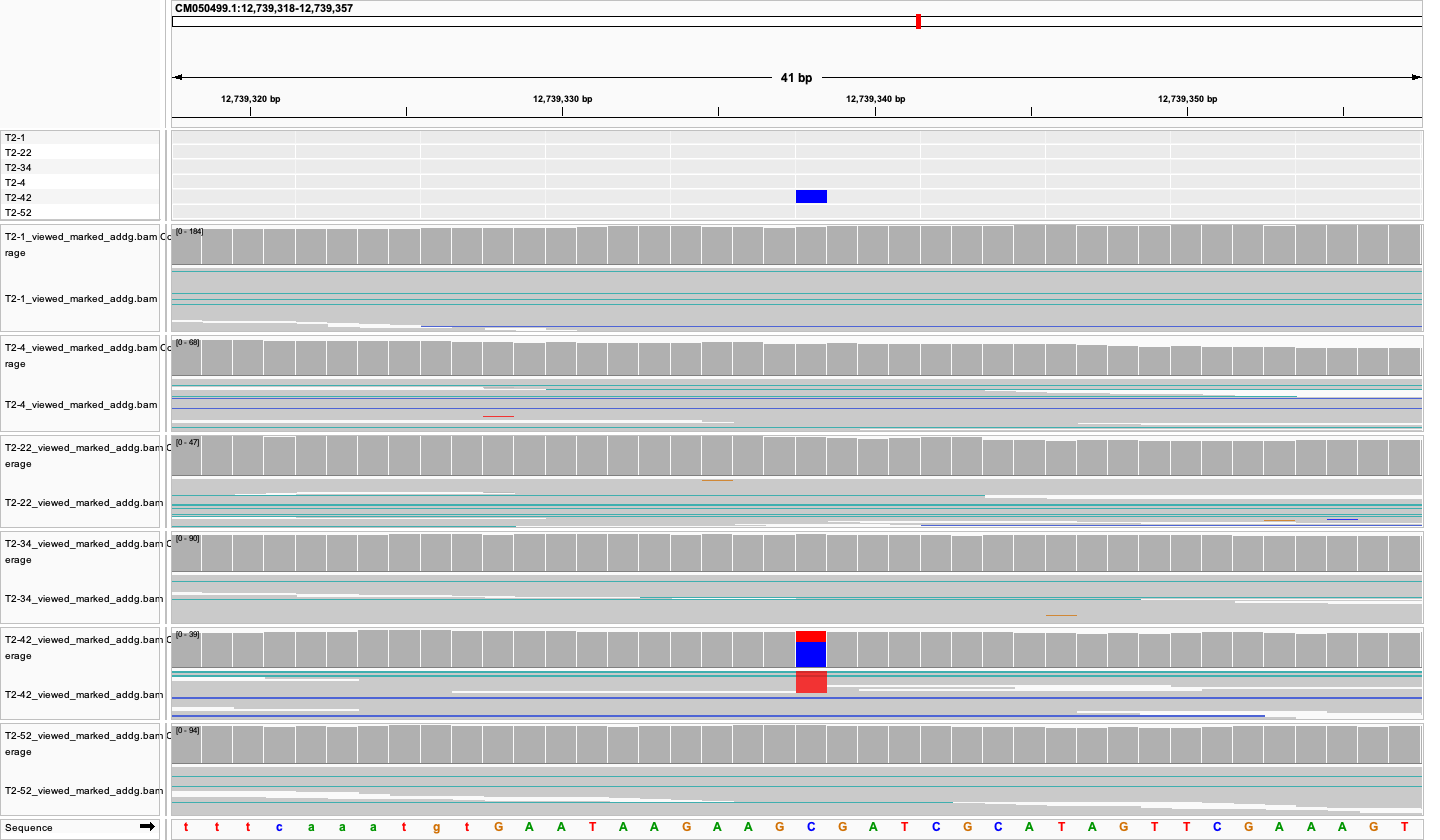 CM050499.1:12,739,318-12,739,357
41 bp
12,739,320 bp 12,739,330 bp 12,739,340 bp 12,739,350 bp
T2-1
T2-22
T2-34
T2-4
T2-42
T2-52
T2-1_viewed_marked_addg.bam Co
rage
[0 - 184]
T2-1_viewed_marked_addg.bam
T2-4_viewed_marked_addg.bam Co
rage
[0 - 68]
T2-4_viewed_marked_addg.bam
T2-22_viewed_marked_addg.bam C
erage
[0 - 47]
T2-22_viewed_marked_addg.bam
T2-34_viewed_marked_addg.bam C
erage
[0 - 90]
T2-34_viewed_marked_addg.bam
T2-42_viewed_marked_addg.bam C
erage
[0 - 39]
T2-42_viewed_marked_addg.bam
T2-52_viewed_marked_addg.bam C
erage
[0 - 94]
T2-52_viewed_marked_addg.bam
Sequence t t t c a a a t g t G A A T A A G A A G C G A T C G C A T A G T T C G A A A G T